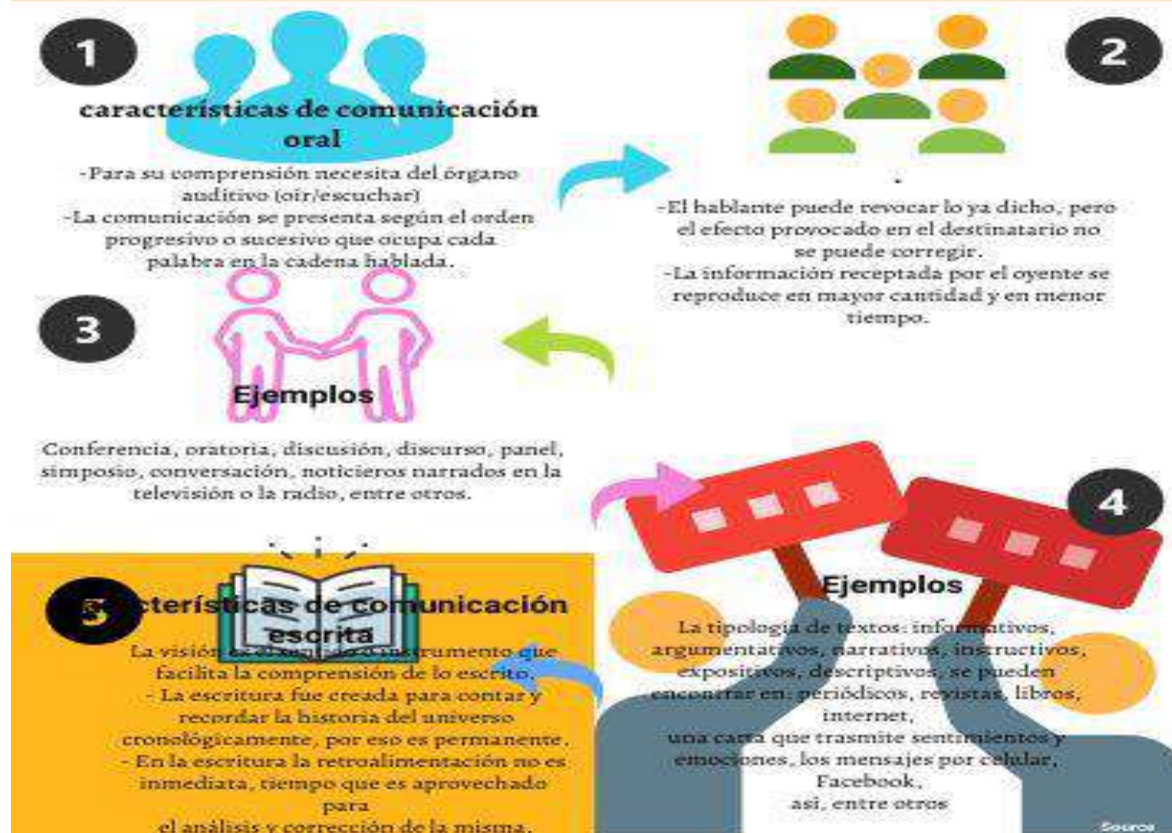 1
características de comunicación
oral
-Para su comprensión necesita del órgano
auditivo (oír/escuchar)
-La comunicación se presenta según el orden
progresivo o sucesivo que ocupa cada
palabra en la cadena hablada.
2
.
-El hablante puede revocar lo ya dicho, pero
el efecto provocado en el destinatario no
se puede corregir.
-La información receptada por el oyente se
reproduce en mayor cantidad y en menor
tiempo.
3
Ejemplos
Conferencia, oratoria, discusión, discurso, panel,
simposio, conversación, noticieros narrados en la
televisión o la radio, entre otros.
4
Ejemplos
La tipología de textos: informativos,
argumentativos, narrativos, instructivos,
expositivos, descriptivos, se pueden
encontrar en: periódicos, revistas, libros,
internet,
una carta que trasmite sentimientos y
emociones, los mensajes por celular,
Facebook,
así, entre otros
5
características de comunicación
escrita
La visión es el instrumento que
facilita la comprensión de lo escrito.
- La escritura fue creada para contar y
recordar la historia del universo
cronológicamente, por eso es permanente.
- En la escritura la retroalimentación no es
inmediata, tiempo que es aprovechado
para
el análisis y corrección de la misma.
Source